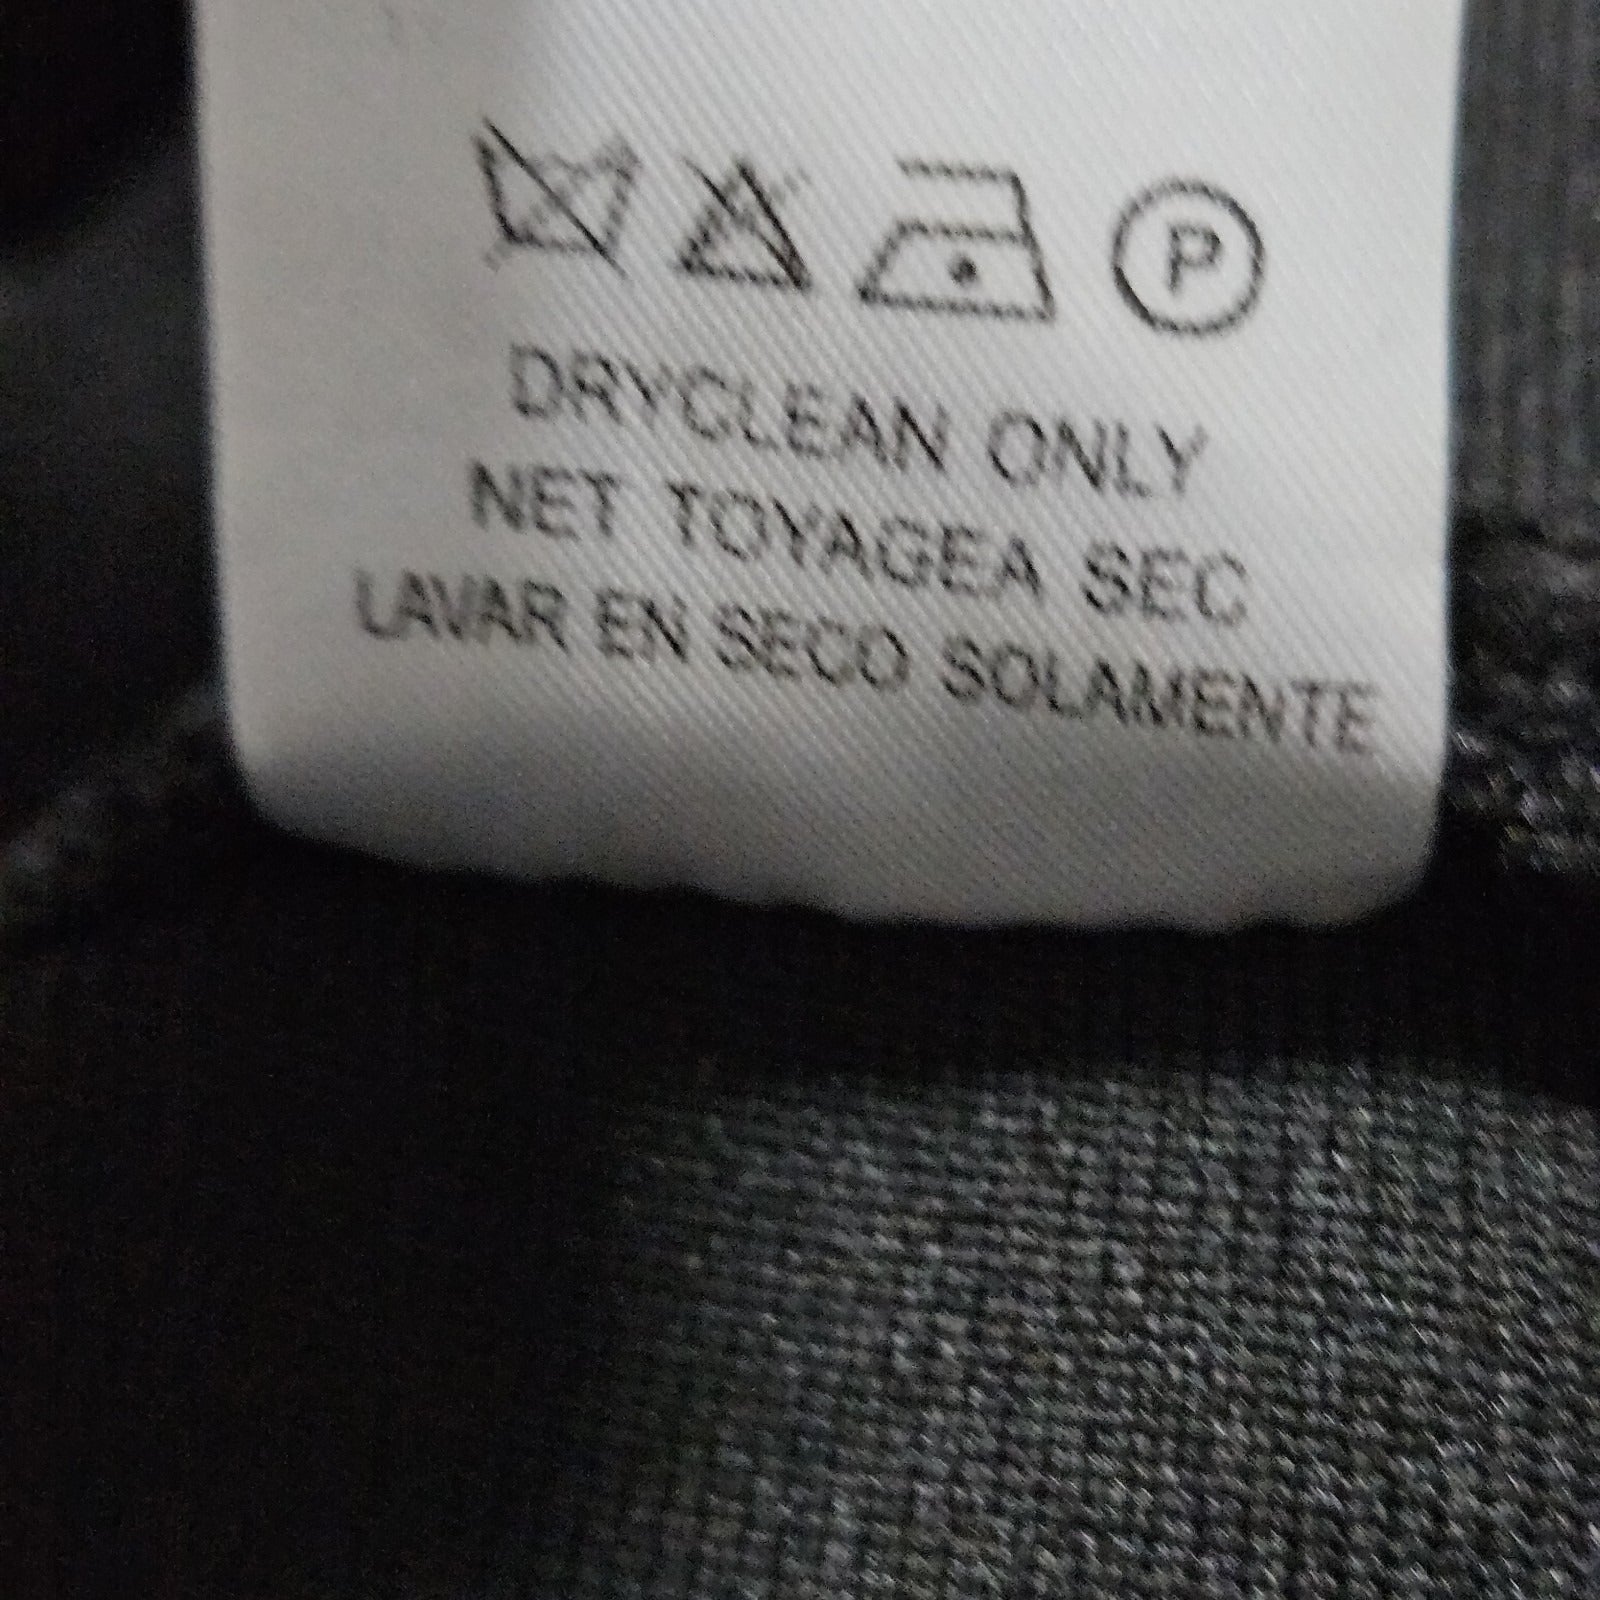 P
DRYCLEAN ONLY
NET TOYAGEA SEC
LAVAR EN SECO SOLAMENTE